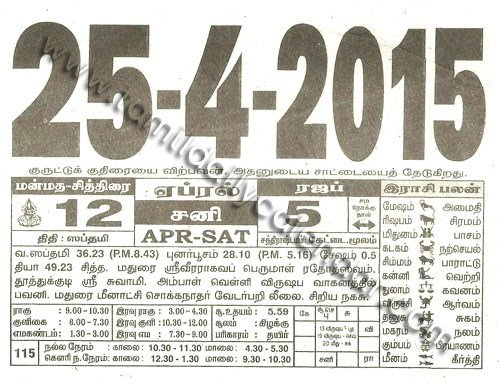 25-4-2015
www.tamildailycalendar.com
குருட்டுக் குதிரையை விற்பவன், அதனுடைய சாட்டையைத் தேடுகிறது.
மன்மத-சித்திரை ஏப்ரல் ரஜப் சம நோக்கு நாள் இராசி பலன்
12 சனி 5
திதி : ஸப்தமி APR-SAT சந்திராஷ்டமம் கேட்டை, மூலம்
மேஷம் அமைதி
ரிஷபம் சிரமம்
மிதுனம் பாசம்
கடகம் நற்செயல்
சிம்மம் பாராட்டு
கன்னி வெற்றி
துலாம் கவனம்
விருச்சி ஆர்வம்
தனுசு சுகம்
மகரம் நலம்
கும்பம் பிரயாணம்
மீனம் கீர்த்தி
வ.ஸப்தமி 36.23 (P.M.8.43) புனர்பூசம் 28.10 (P.M. 5.16) சேஷம் 0.5
தியா 49.23 சித்த. மதுரை ஸ்ரீவீரராகவப் பெருமாள் ரதோத்ஸவம்.
தூத்துக்குடி ஸ்ரீ சுவாமி. அம்பாள் வெள்ளி விருஷப வாகனத்தில்
பவனி. மதுரை மீனாட்சி சொக்கநாதர் வேடர்பறி லீலை. சிறிய நகசு
ராகு : 9.00 - 10.30 இரவு ராகு : 3.00 - 4.30 சூ.உதயம் : 5.59
குளிகை : 6.00 - 7.30 இரவு குளி :10.30 - 12.00 சூலம் : கிழக்கு
எமகண்டம் : 1.30 - 3.00 இரவு எம : 7.30 - 9.00 பரிகாரம் : தயிர்
115 நல்ல நேரம் : காலை : 10.30 - 11.30 மாலை : 4.30 - 5.30
கௌரி ந.நேரம் : காலை : 12.30 - 1.30 மாலை : 9.30 - 10.30
கே
வி
சனி ரா